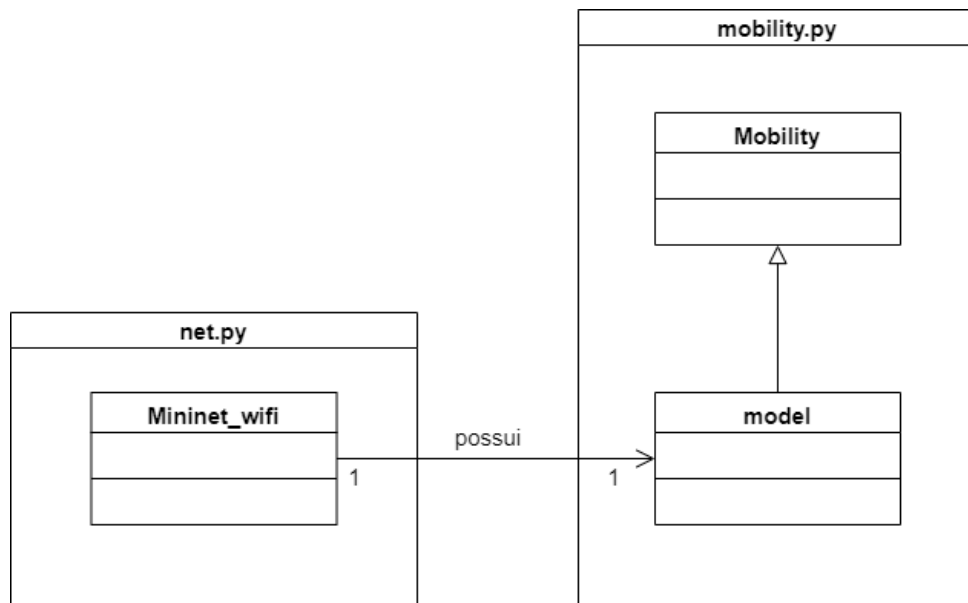 mobility.py
Mobility
net.py
Mininet_wifi
model
possui
1
1